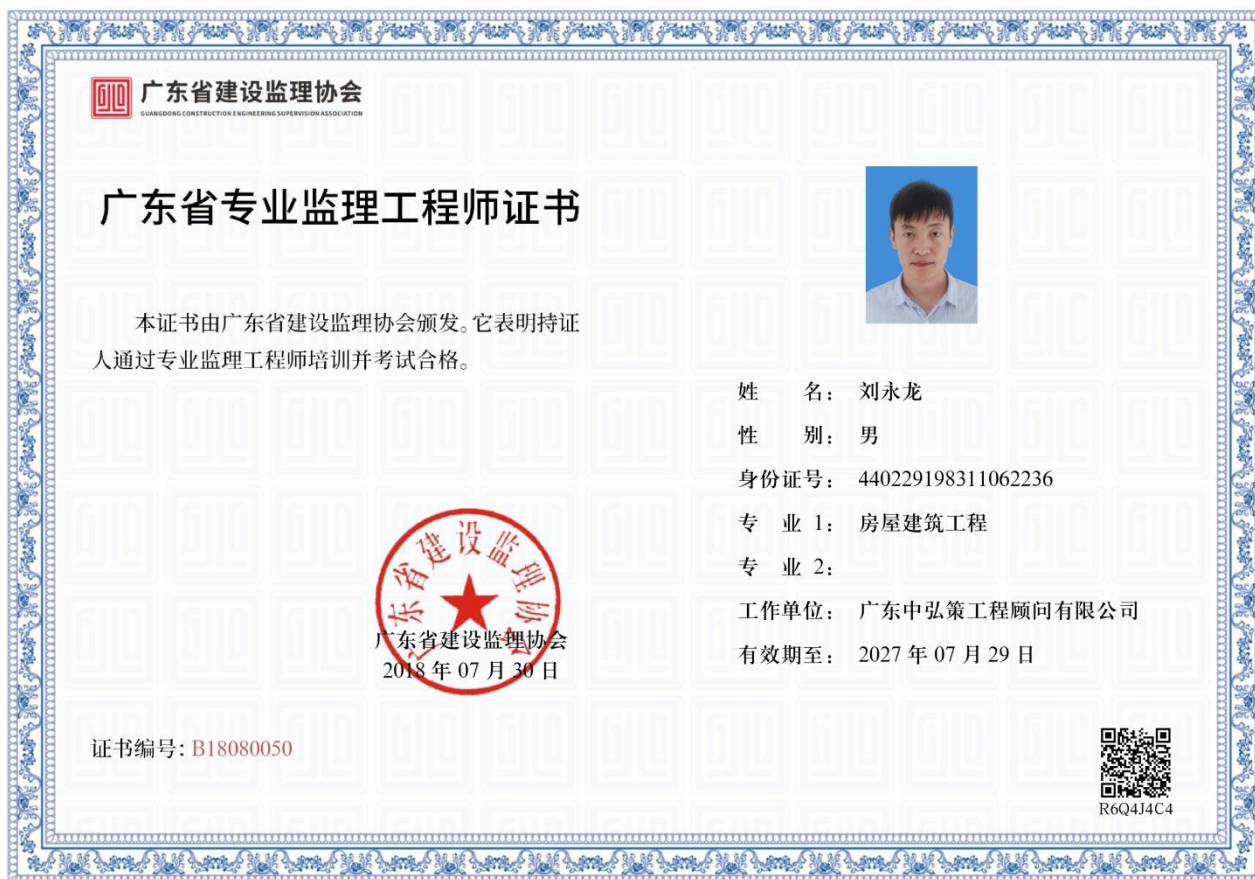 广东省建设监理协会
GUANGDONG CONSTRUCTION ENGINEERING SUPERVISION ASSOCIATION
广东省专业监理工程师证书
本证书由广东省建设监理协会颁发。它表明持证
人通过专业监理工程师培训并考试合格。
姓 名： 刘永龙
性 别： 男
身份证号： 440229198311062236
专 业 1： 房屋建筑工程
专 业 2：
工作单位： 广东中弘策工程顾问有限公司
有效期至： 2027 年 07 月 29 日
广东省建设监理协会
广东省建设监理协会
2018 年 07 月 30 日
证书编号: B18080050
R6Q4J4C4